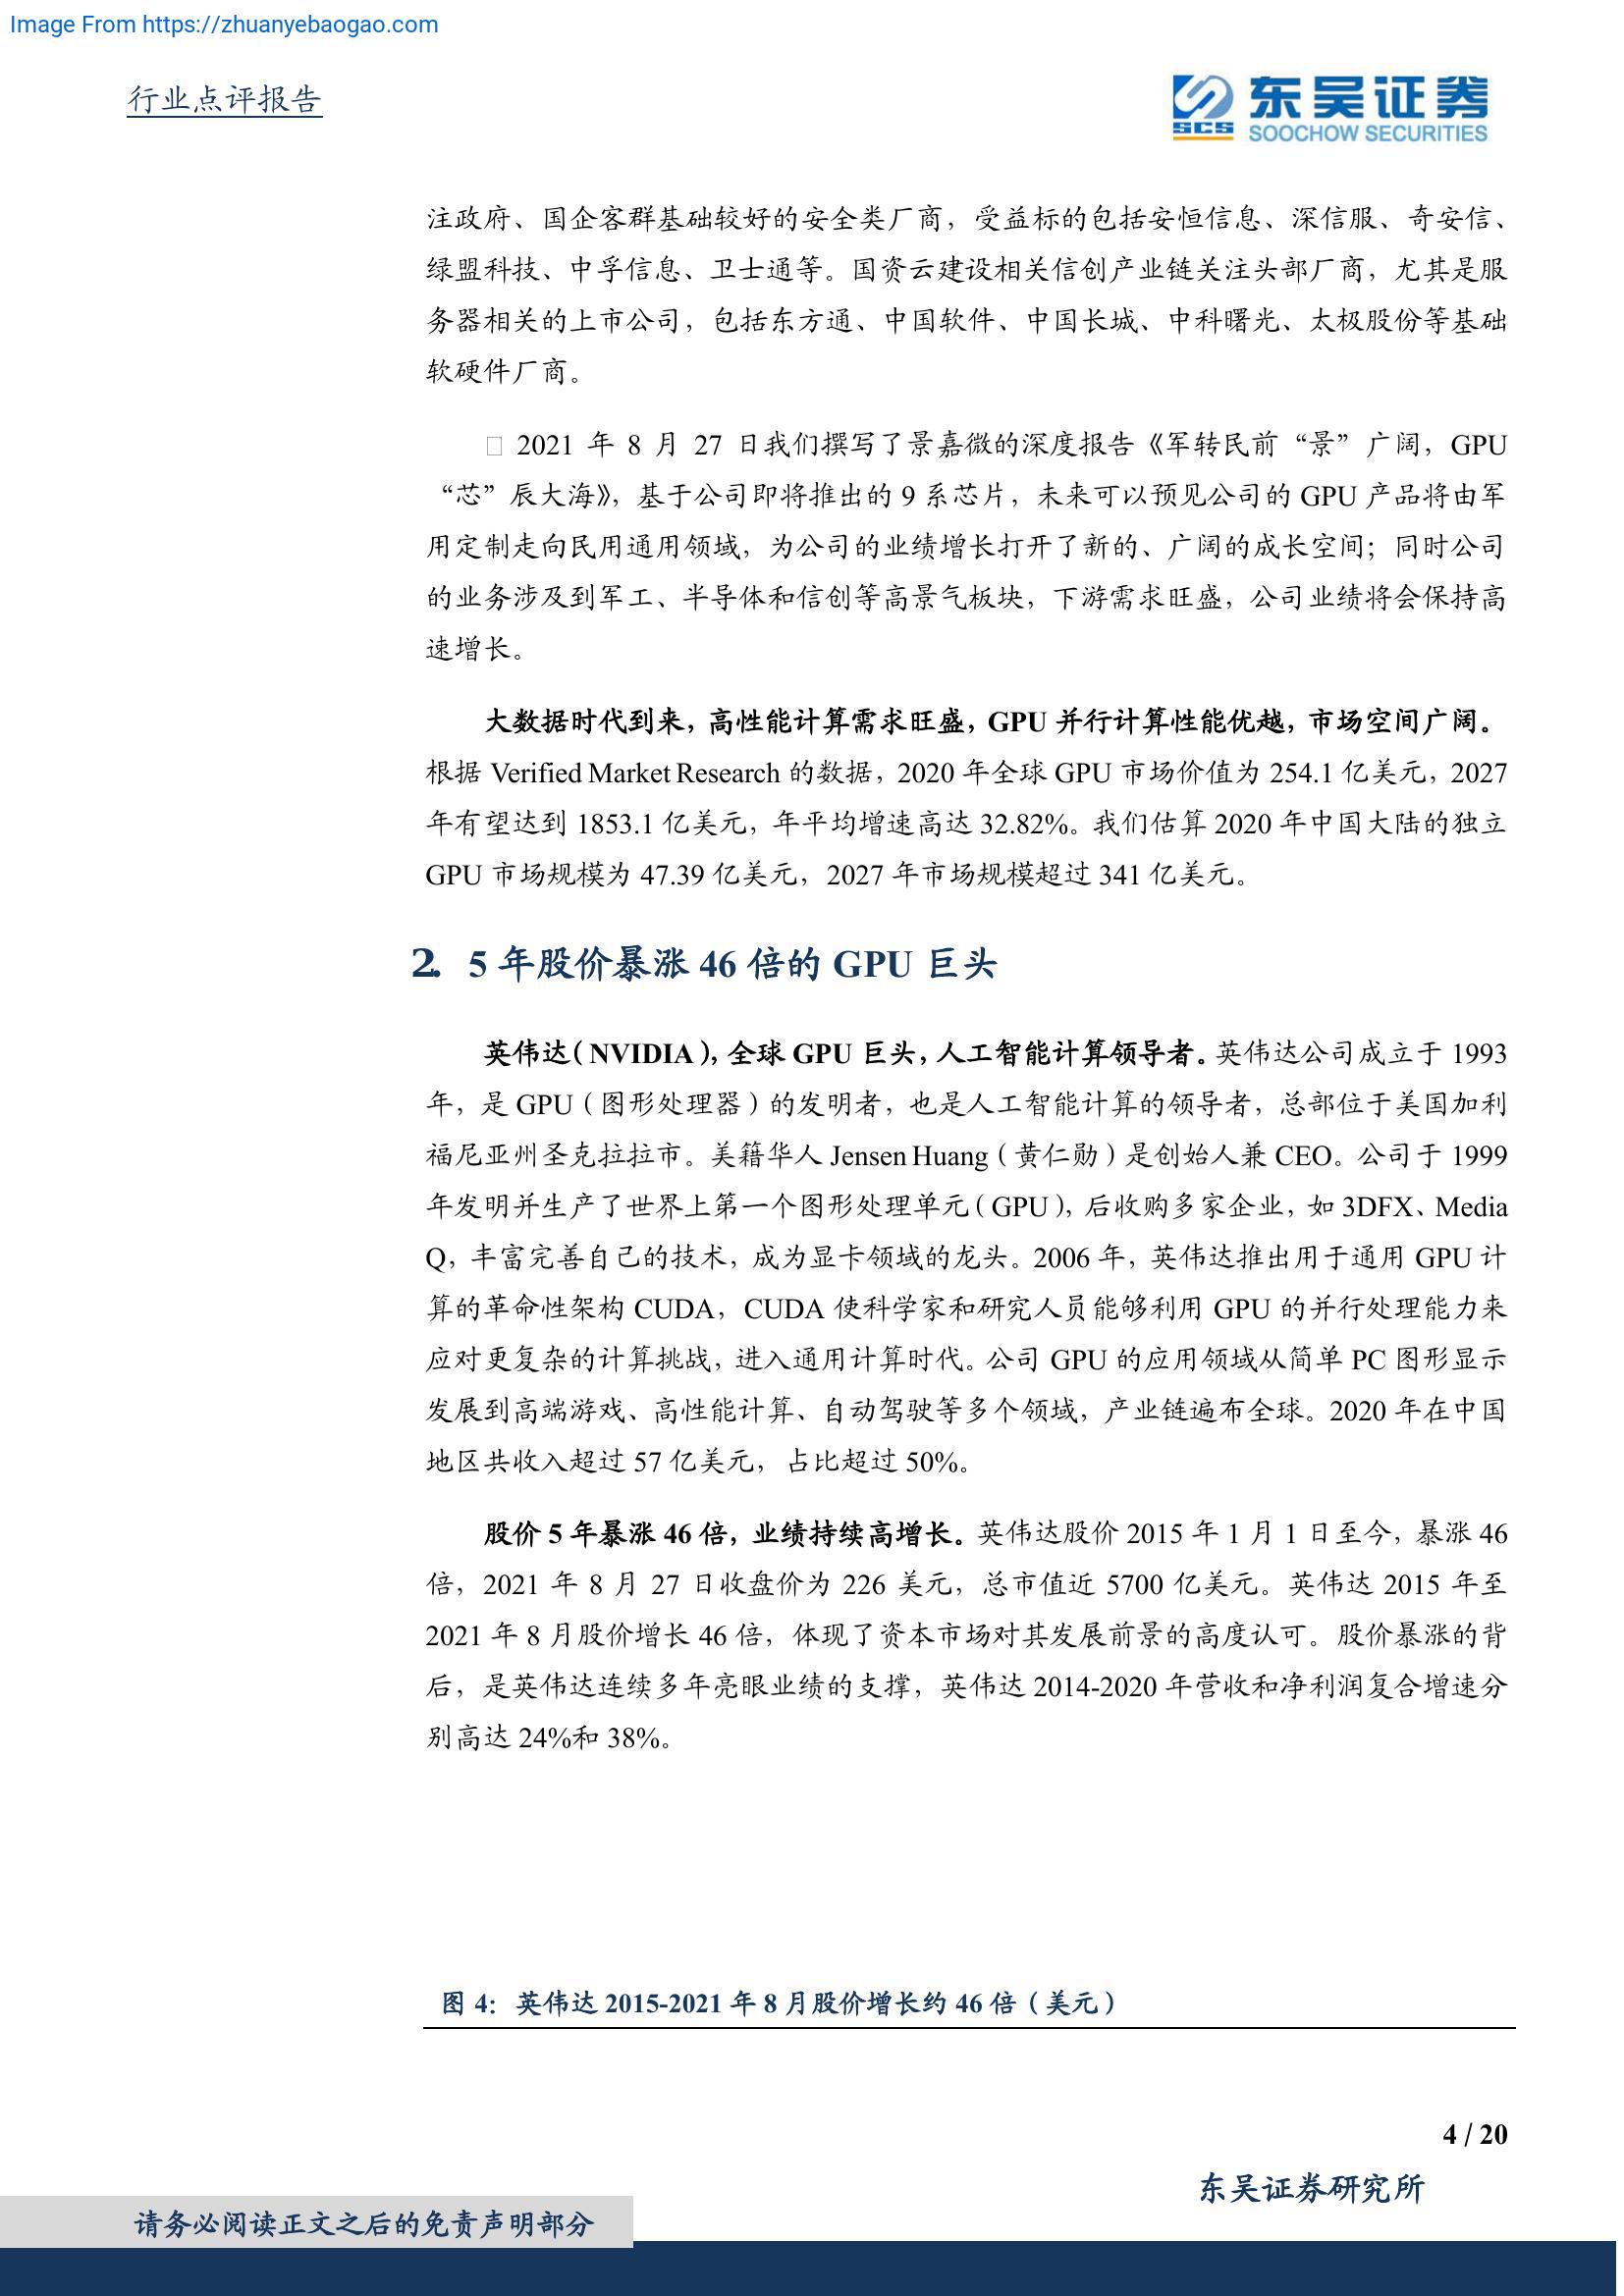 Image From https://zhuanyebaogao.com
行业点评报告
东吴证券
SCS
SOOCHOW SECURITIES
注政府、国企客群基础较好的安全类厂商，受益标的包括安恒信息、深信服、奇安信、
绿盟科技、中孚信息、卫士通等。国资云建设相关信创产业链关注头部厂商，尤其是服
务器相关的上市公司，包括东方通、中国软件、中国长城、中科曙光、太极股份等基础
软硬件厂商。
2021 年 8 月 27 日我们撰写了景嘉微的深度报告《军转民前“景”广阔，GPU
“芯”辰大海》，基于公司即将推出的 9 系芯片，未来可以预见公司的 GPU 产品将由军
用定制走向民用通用领域，为公司的业绩增长打开了新的、广阔的成长空间；同时公司
的业务涉及到军工、半导体和信创等高景气板块，下游需求旺盛，公司业绩将会保持高
速增长。
大数据时代到来，高性能计算需求旺盛，GPU 并行计算性能优越，市场空间广阔。
根据 Verified Market Research 的数据，2020 年全球 GPU 市场价值为 254.1 亿美元，2027
年有望达到 1853.1 亿美元，年平均增速高达 32.82%。我们估算 2020 年中国大陆的独立
GPU 市场规模为 47.39 亿美元，2027 年市场规模超过 341 亿美元。
2. 5 年股价暴涨 46 倍的 GPU 巨头
英伟达（NVIDIA），全球 GPU 巨头，人工智能计算领导者。英伟达公司成立于 1993
年，是 GPU（图形处理器）的发明者，也是人工智能计算的领导者，总部位于美国加利
福尼亚州圣克拉拉市。美籍华人 Jensen Huang（黄仁勋）是创始人兼 CEO。公司于 1999
年发明并生产了世界上第一个图形处理单元（GPU），后收购多家企业，如 3DFX、Media
Q，丰富完善自己的技术，成为显卡领域的龙头。2006 年，英伟达推出用于通用 GPU 计
算的革命性架构 CUDA，CUDA 使科学家和研究人员能够利用 GPU 的并行处理能力来
应对更复杂的计算挑战，进入通用计算时代。公司 GPU 的应用领域从简单 PC 图形显示
发展到高端游戏、高性能计算、自动驾驶等多个领域，产业链遍布全球。2020 年在中国
地区共收入超过 57 亿美元，占比超过 50%。
股价 5 年暴涨 46 倍，业绩持续高增长。英伟达股价 2015 年 1 月 1 日至今，暴涨 46
倍，2021 年 8 月 27 日收盘价为 226 美元，总市值近 5700 亿美元。英伟达 2015 年至
2021 年 8 月股价增长 46 倍，体现了资本市场对其发展前景的高度认可。股价暴涨的背
后，是英伟达连续多年亮眼业绩的支撑，英伟达 2014-2020 年营收和净利润复合增速分
别高达 24%和 38%。
图 4：英伟达 2015-2021 年 8 月股价增长约 46 倍（美元）
4 / 20
东吴证券研究所
请务必阅读正文之后的免责声明部分